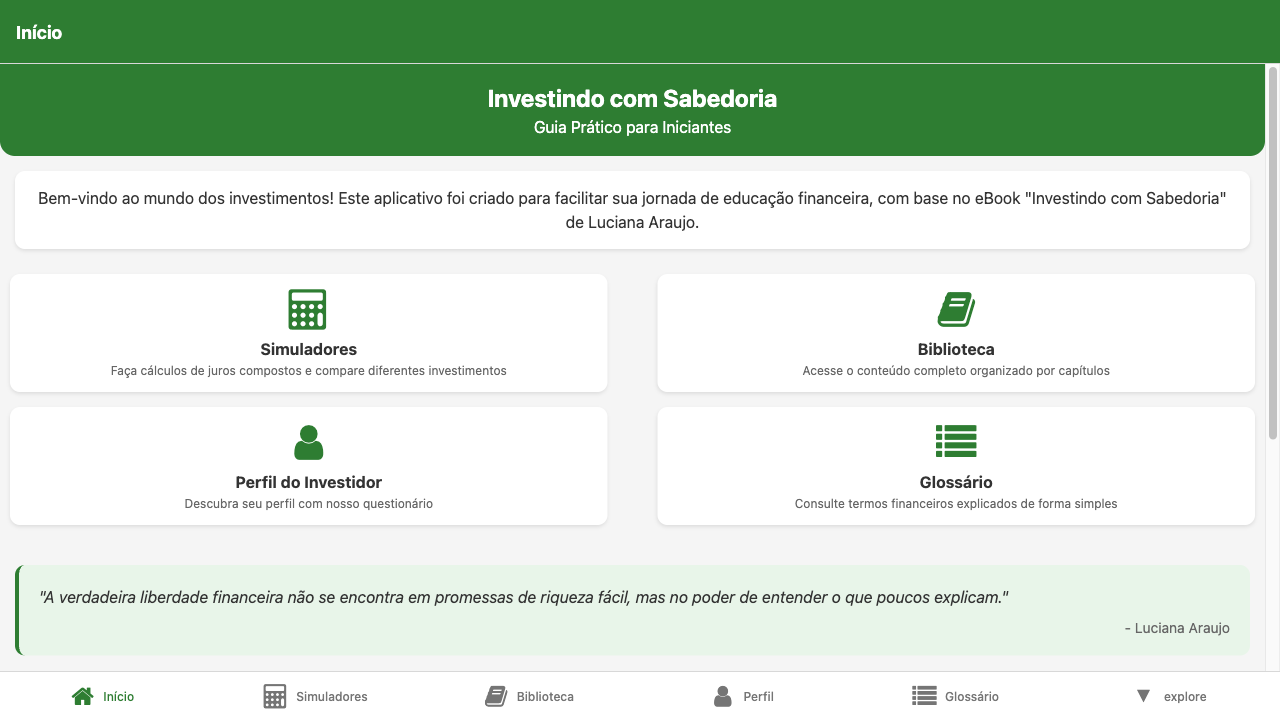 Início
Investindo com Sabedoria
Guia Prático para Iniciantes
Bem-vindo ao mundo dos investimentos! Este aplicativo foi criado para facilitar sua jornada de educação financeira, com base no eBook "Investindo com Sabedoria"
de Luciana Araujo.
Simuladores
Faça cálculos de juros compostos e compare diferentes investimentos
Biblioteca
Acesse o conteúdo completo organizado por capítulos
Perfil do Investidor
Descubra seu perfil com nosso questionário
Glossário
Consulte termos financeiros explicados de forma simples
"A verdadeira liberdade financeira não se encontra em promessas de riqueza fácil, mas no poder de entender o que poucos explicam."
- Luciana Araujo
Início
Simuladores
Biblioteca
Perfil
Glossário
explore